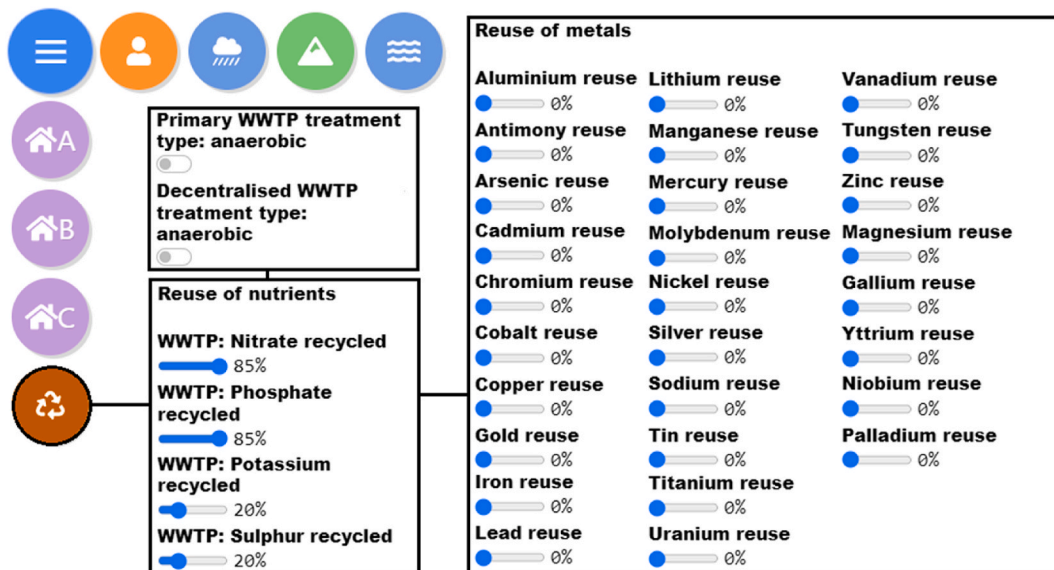 A
B
C
Primary WWTP treatment
type: anaerobic
Decentralised WWTP
treatment type:
anaerobic
Reuse of nutrients
WWTP: Nitrate recycled
85%
WWTP: Phosphate
recycled
85%
WWTP: Potassium
recycled
20%
WWTP: Sulphur recycled
20%
Reuse of metals
Aluminium reuse
0%
Antimony reuse
0%
Arsenic reuse
0%
Cadmium reuse
0%
Chromium reuse
0%
Cobalt reuse
0%
Copper reuse
0%
Gold reuse
0%
Iron reuse
0%
Lead reuse
0%
Lithium reuse
0%
Manganese reuse
0%
Mercury reuse
0%
Molybdenum reuse
0%
Nickel reuse
0%
Silver reuse
0%
Sodium reuse
0%
Tin reuse
0%
Titanium reuse
0%
Uranium reuse
0%
Vanadium reuse
0%
Tungsten reuse
0%
Zinc reuse
0%
Magnesium reuse
0%
Gallium reuse
0%
Yttrium reuse
0%
Niobium reuse
0%
Palladium reuse
0%